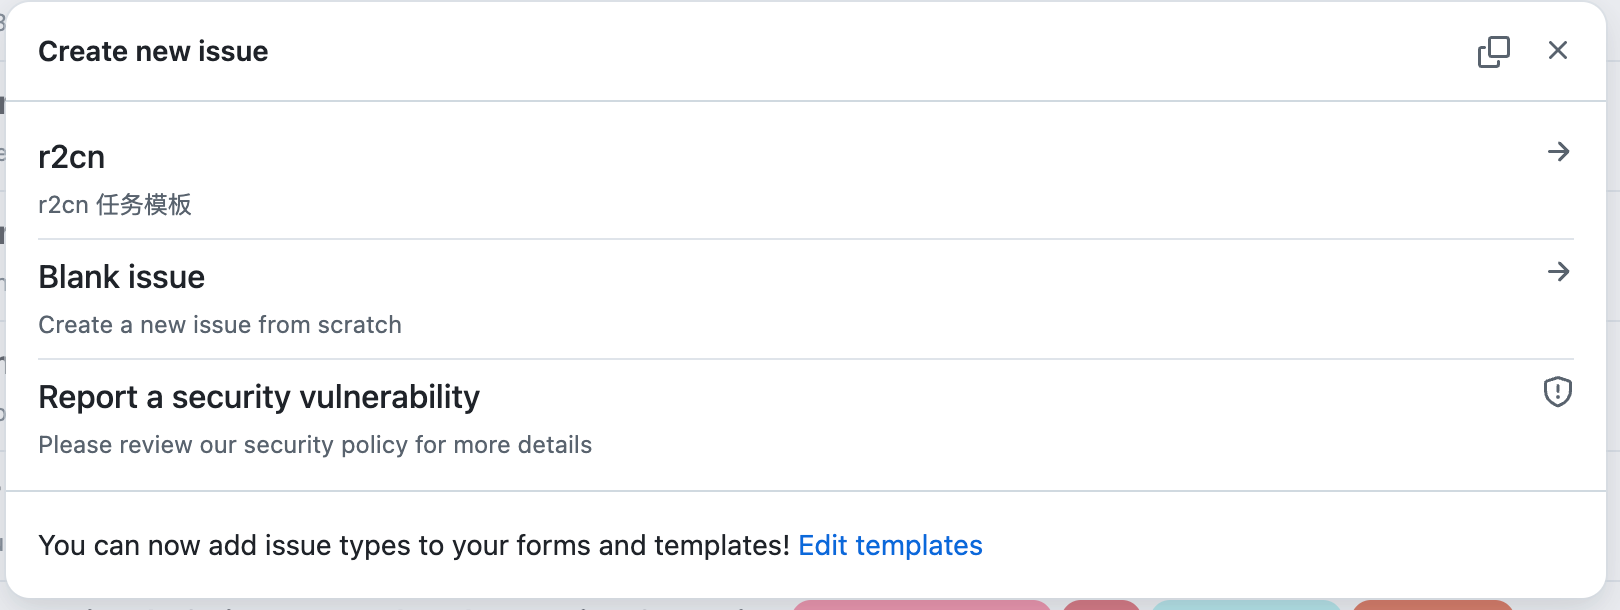 Create new issue
r2cn
r2cn 任务模板
Blank issue
Create a new issue from scratch
Report a security vulnerability
Please review our security policy for more details
You can now add issue types to your forms and templates! Edit templates